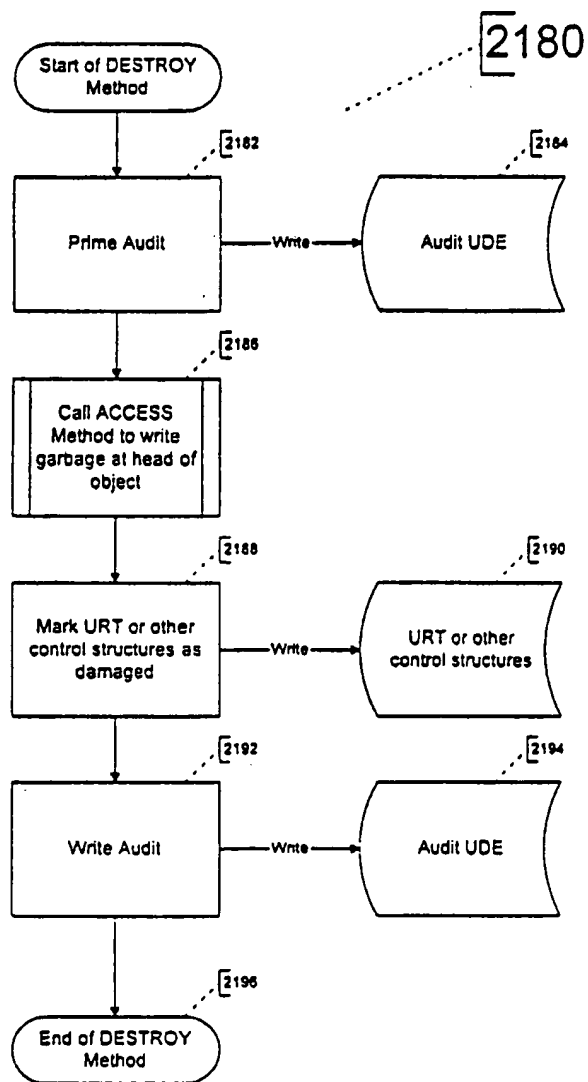 2180
Start of DESTROY
Method
2182
2184
Prime Audit
Write
Audit UDE
2186
Call ACCESS
Method to write
garbage at head of
object
2188
2190
Mark URT or other
control structures as
damaged
Write
URT or other
control structures
2192
2194
Write Audit
Write
Audit UDE
2196
End of DESTROY
Method